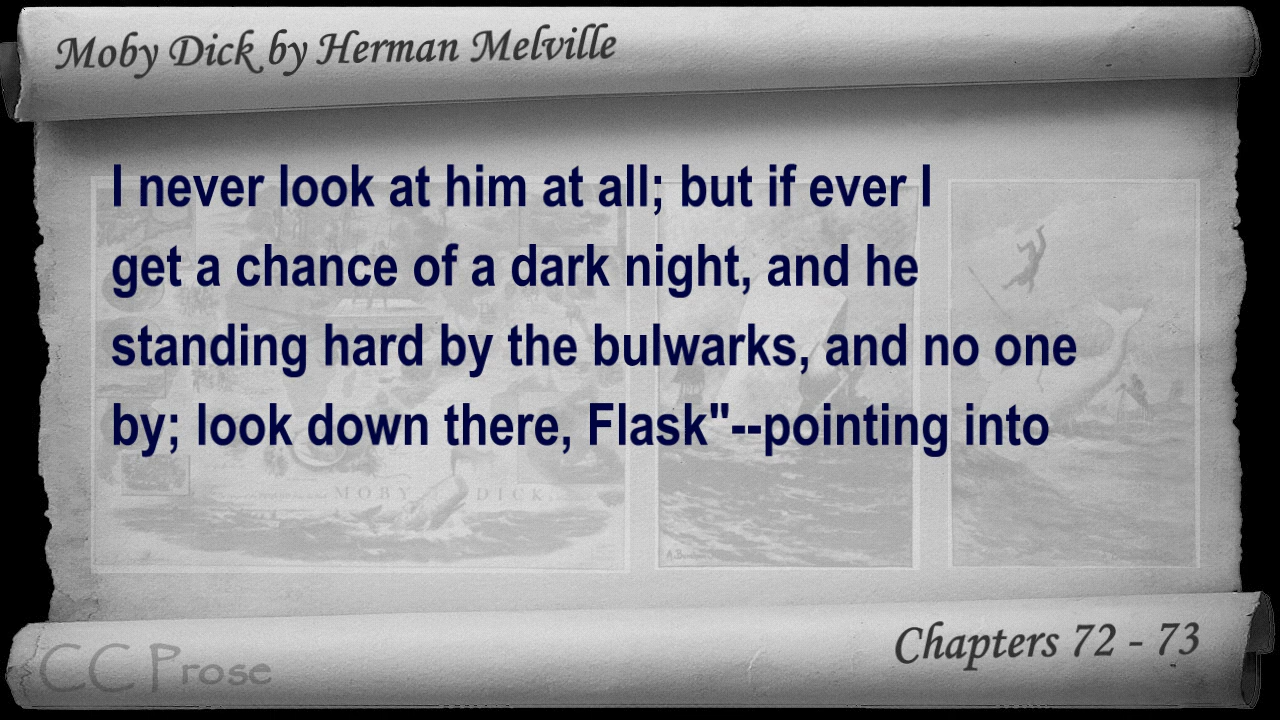 Moby Dick by Herman Melville
I never look at him at all; but if ever I
get a chance of a dark night, and he
standing hard by the bulwarks, and no one
by; look down there, Flask"--pointing into
MOBY DICK
Chapters 72 - 73
CC Prose